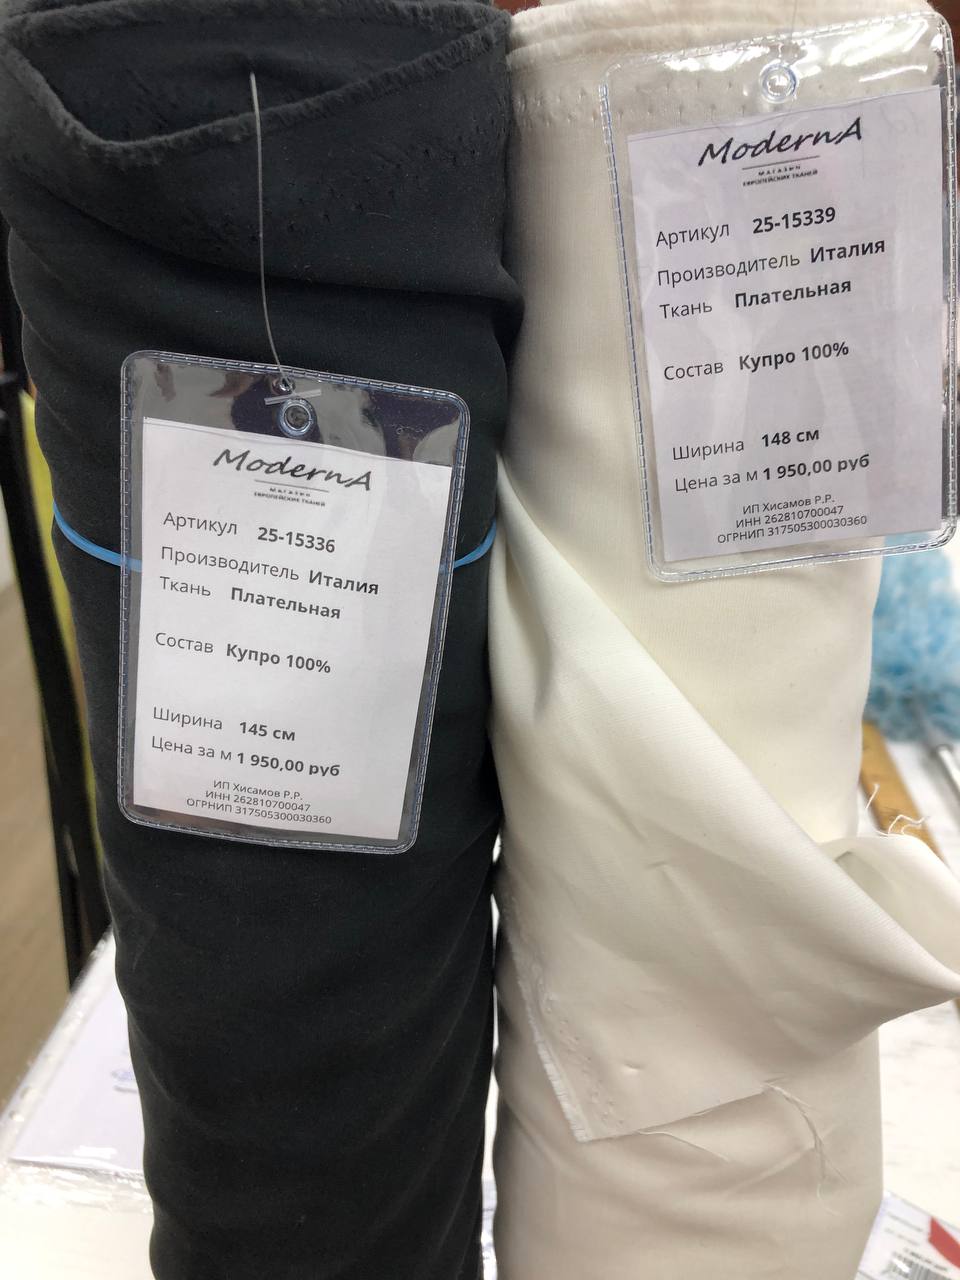 ModernA
МАГАЗИН
ЕВРОПЕЙСКИХ ТКАНЕЙ
Артикул 25-15336
Производитель Италия
Ткань Плательная
Состав Купро 100%
Ширина 145 см
Цена за м 1 950,00 руб
ИП Хисамов Р.Р.
ИНН 262810700047
ОГРНИП 317505300030360
ModernA
МАГАЗИН
ЕВРОПЕЙСКИХ ТКАНЕЙ
Артикул 25-15339
Производитель Италия
Ткань Плательная
Состав Купро 100%
Ширина 148 см
Цена за м 1 950,00 руб
ИП Хисамов Р.Р.
ИНН 262810700047
ОГРНИП 317505300030360